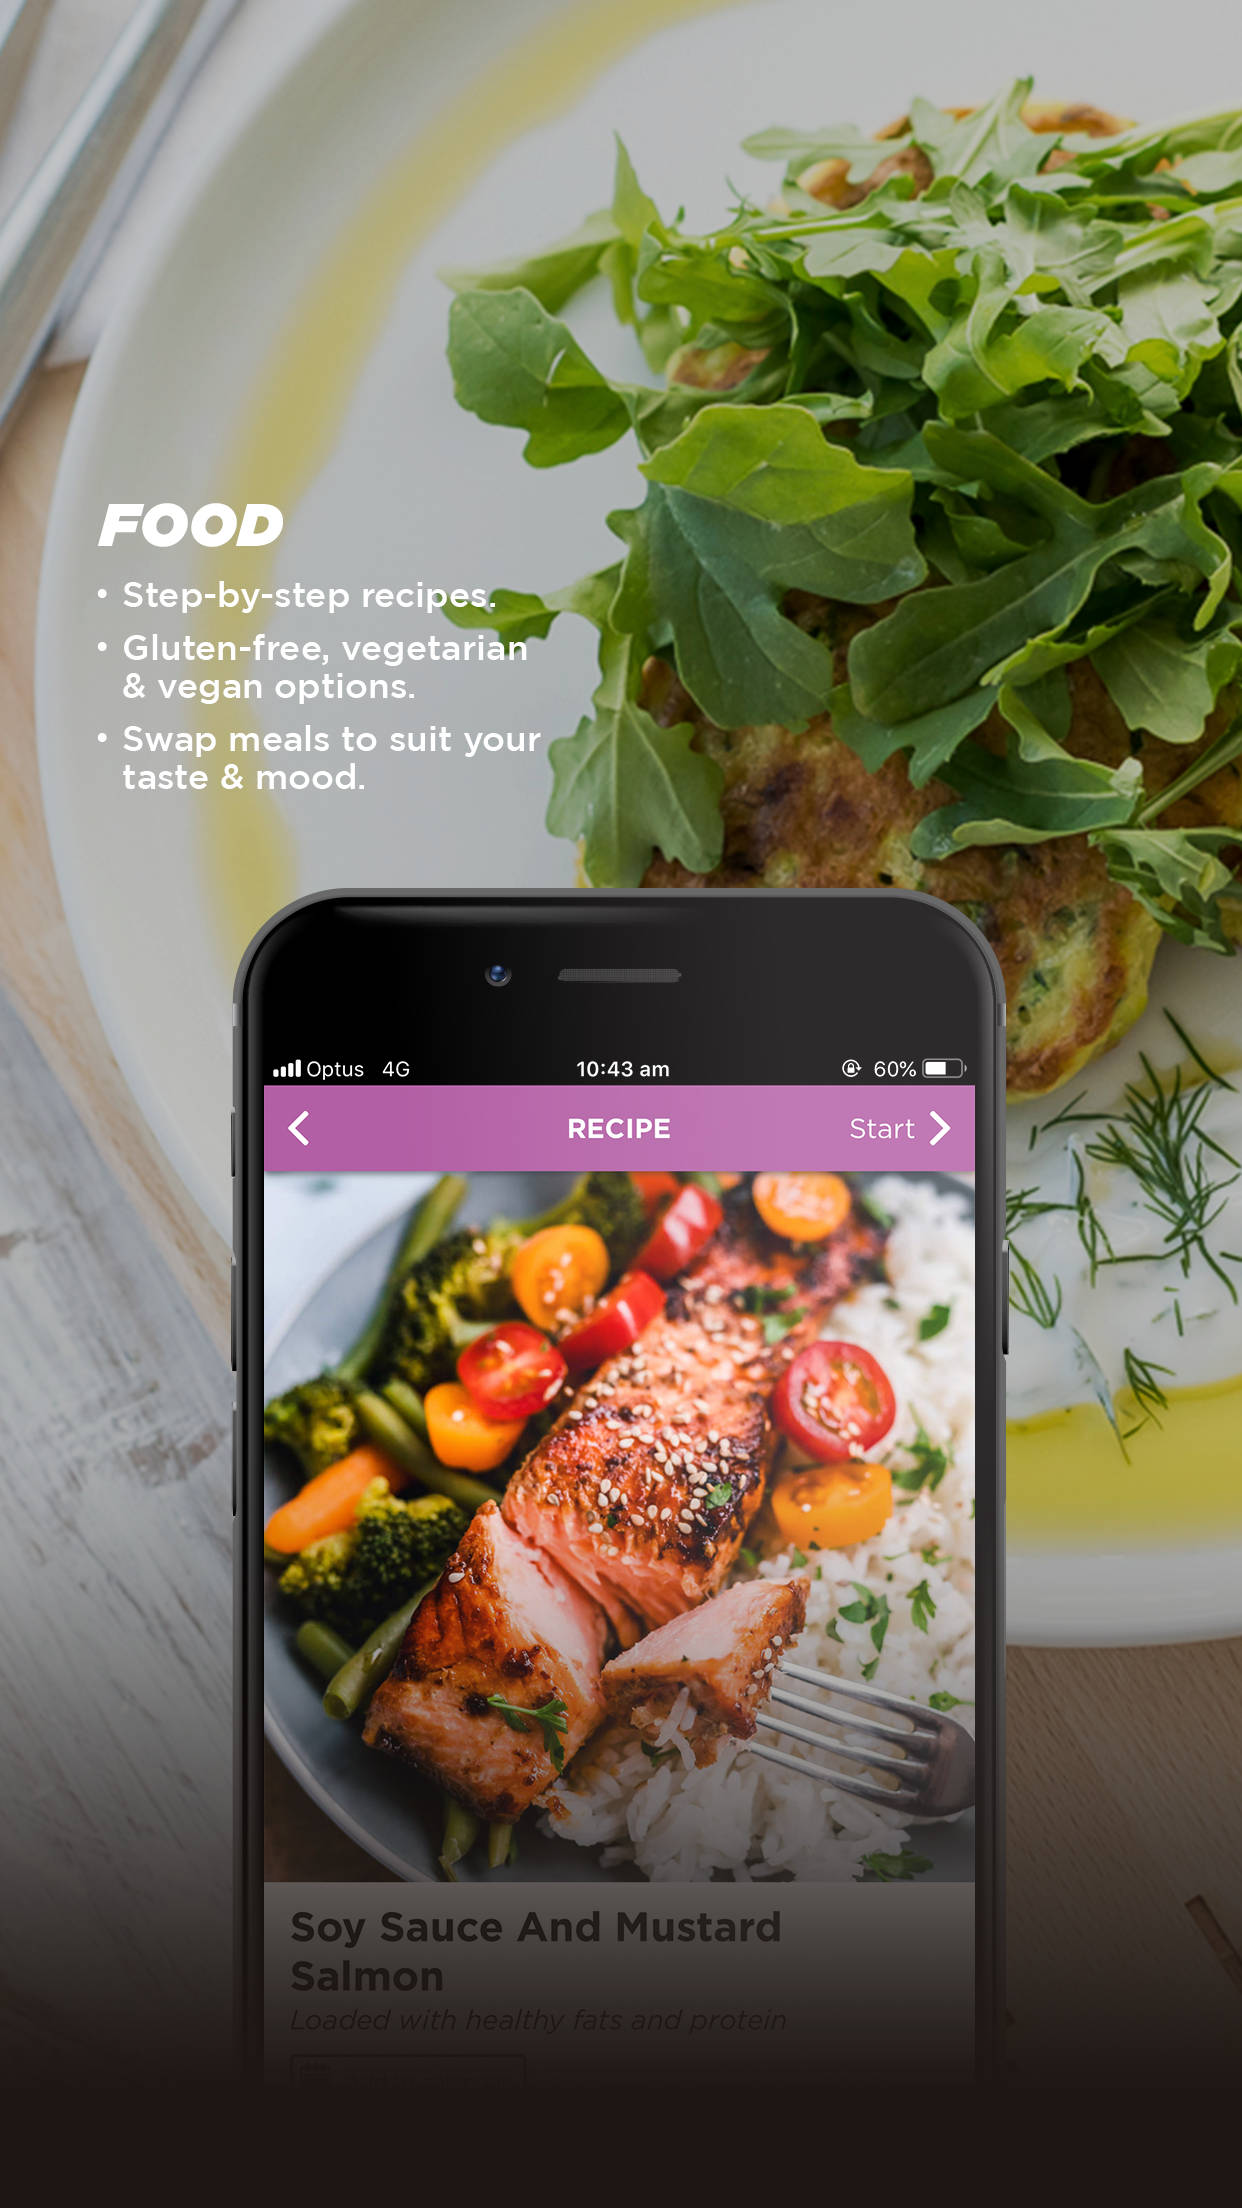 FOOD
• Step-by-step recipes.
• Gluten-free, vegetarian
& vegan options.
• Swap meals to suit your
taste & mood.
Optus 4G 10:43 am 60%
RECIPE Start
Soy Sauce And Mustard
Salmon
Loaded with healthy fats and protein